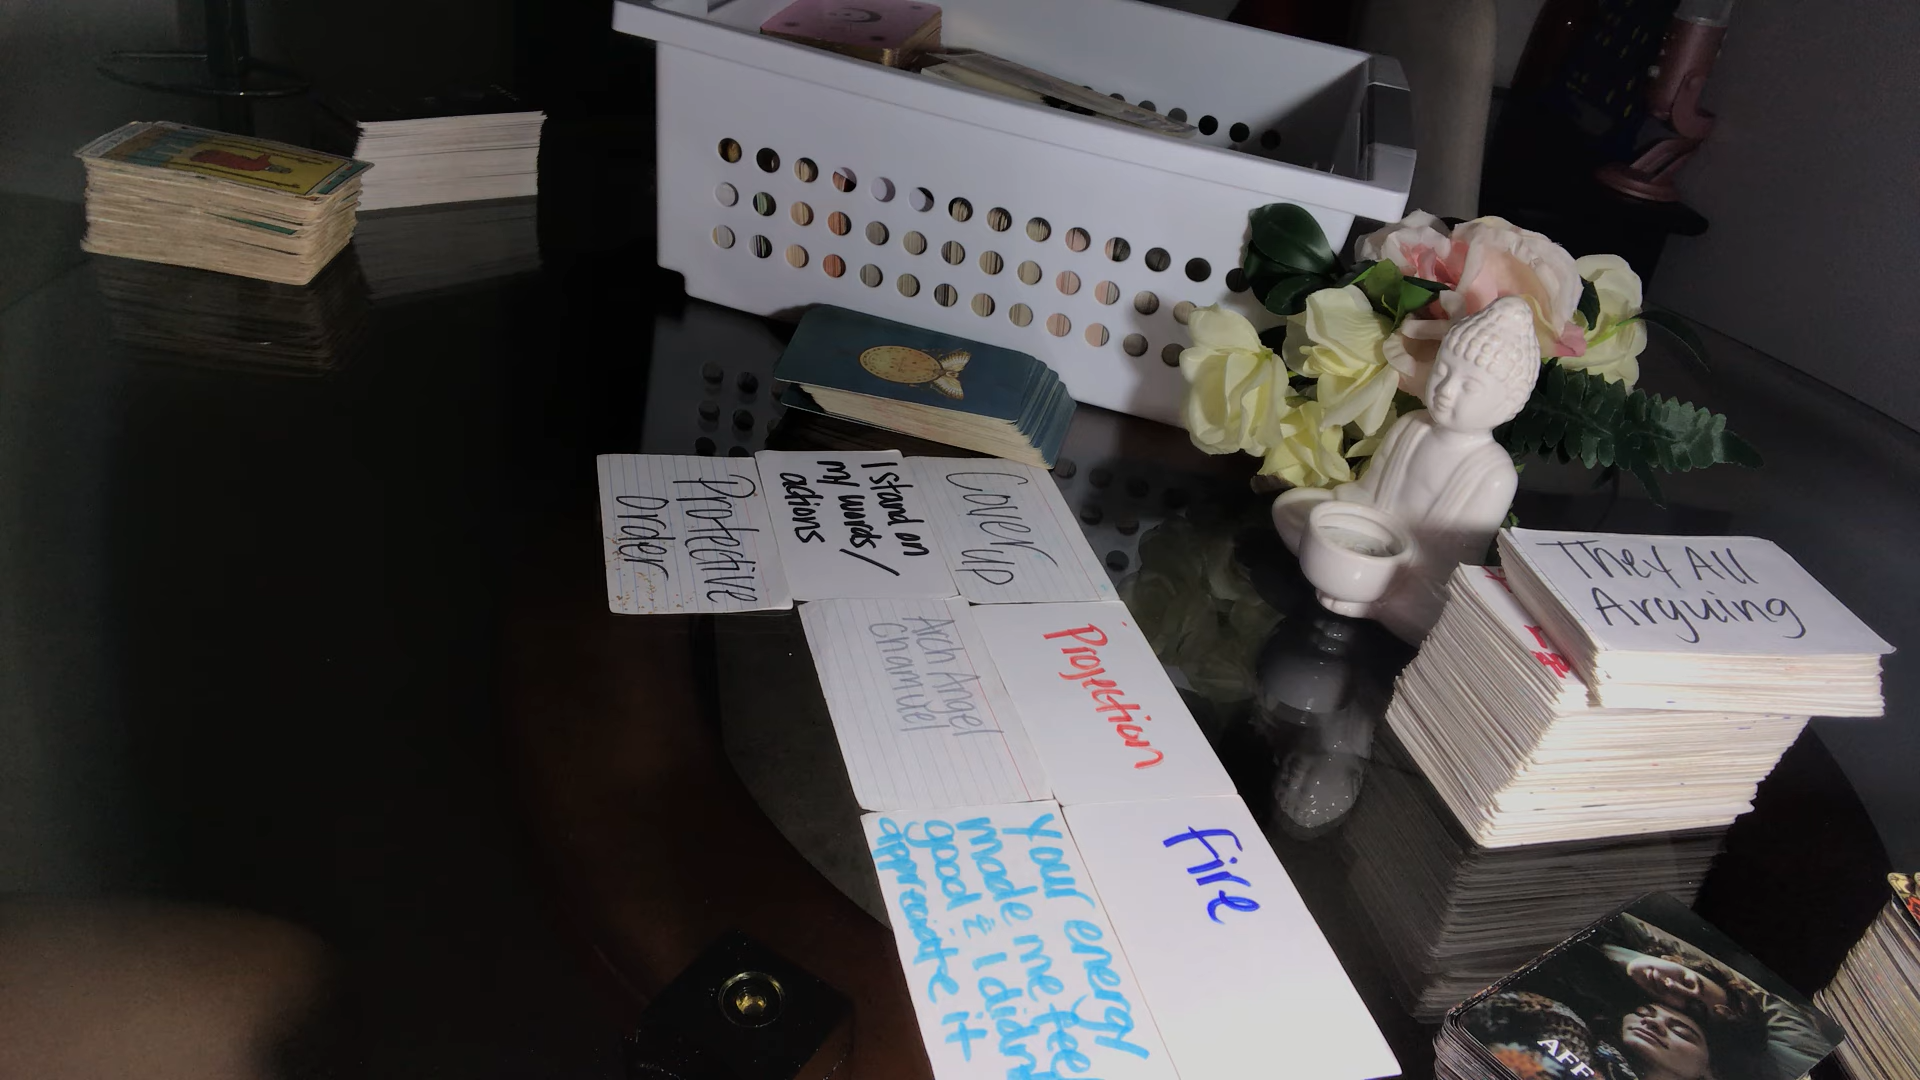 Protective
Order
I stand on
my words /
actions
Cover
up
Arch Angel
Chamuel
Projection
Your energy
made me feel
good & I didn't
appreciate it
fire
They All
Arguing
AFF